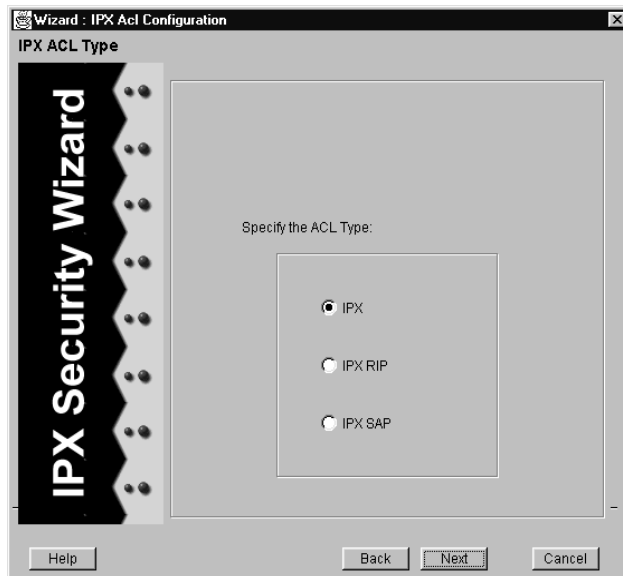 Wizard : IPX Acl Configuration
IPX ACL Type
IPX Security Wizard
Specify the ACL Type:
IPX
IPX RIP
IPX SAP
Help
Back
Next
Cancel